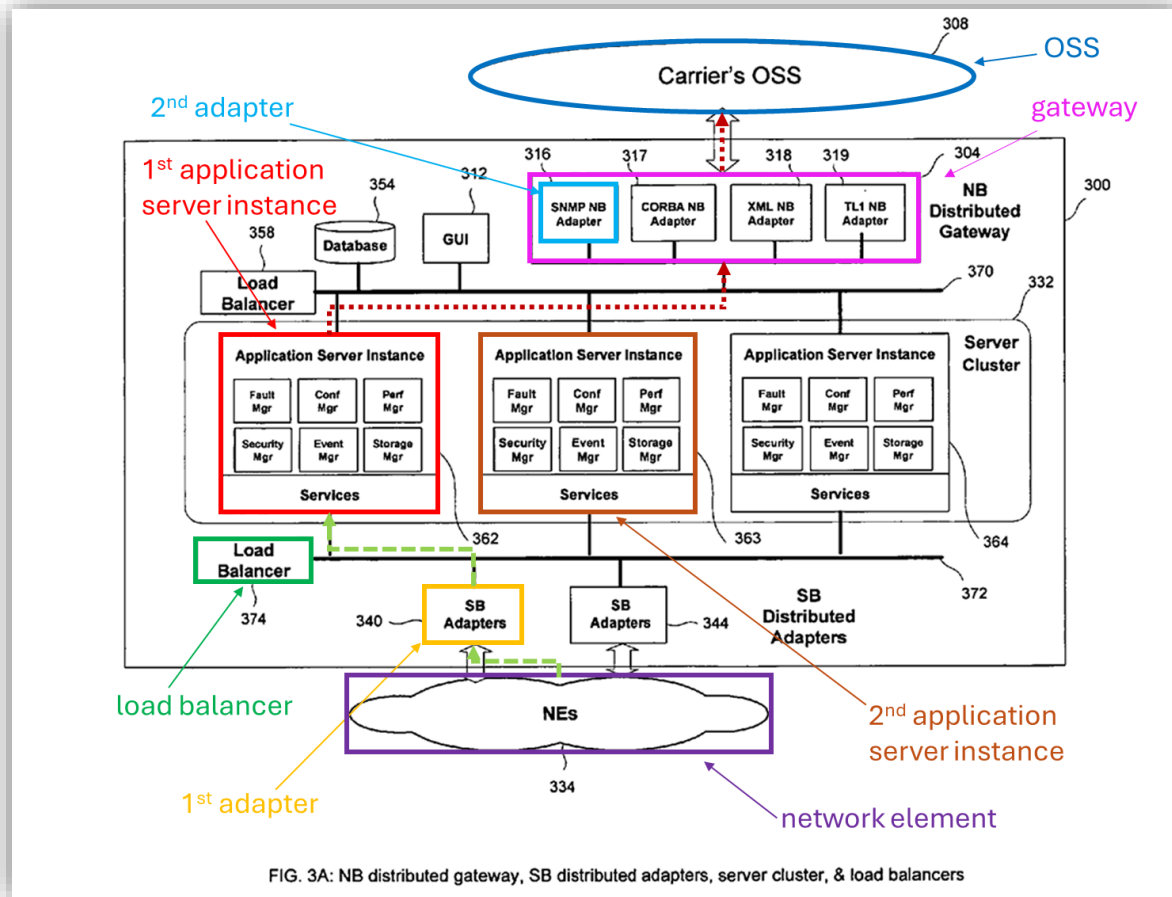 308
OSS
Carrier's OSS
2nd adapter
gateway
1st application
server instance
354
312
316
317
318
319
304
300
SNMP NB
Adapter
CORBA NB
Adapter
XML NB
Adapter
TL1 NB
Adapter
NB
Distributed
Gateway
358
Database
GUI
Load
Balancer
370
332
Application Server Instance
Fault
Mgr
Conf
Mgr
Perf
Mgr
Security
Mgr
Event
Mgr
Storage
Mgr
Services
Application Server Instance
Fault
Mgr
Conf
Mgr
Perf
Mgr
Security
Mgr
Event
Mgr
Storage
Mgr
Services
Application Server Instance
Fault
Mgr
Conf
Mgr
Perf
Mgr
Security
Mgr
Event
Mgr
Storage
Mgr
Services
Server
Cluster
362
363
364
Load
Balancer
374
372
340
SB
Adapters
SB
Adapters
344
SB
Distributed
Adapters
load balancer
NEs
334
2nd application
server instance
1st adapter
network element
FIG. 3A: NB distributed gateway, SB distributed adapters, server cluster, & load balancers